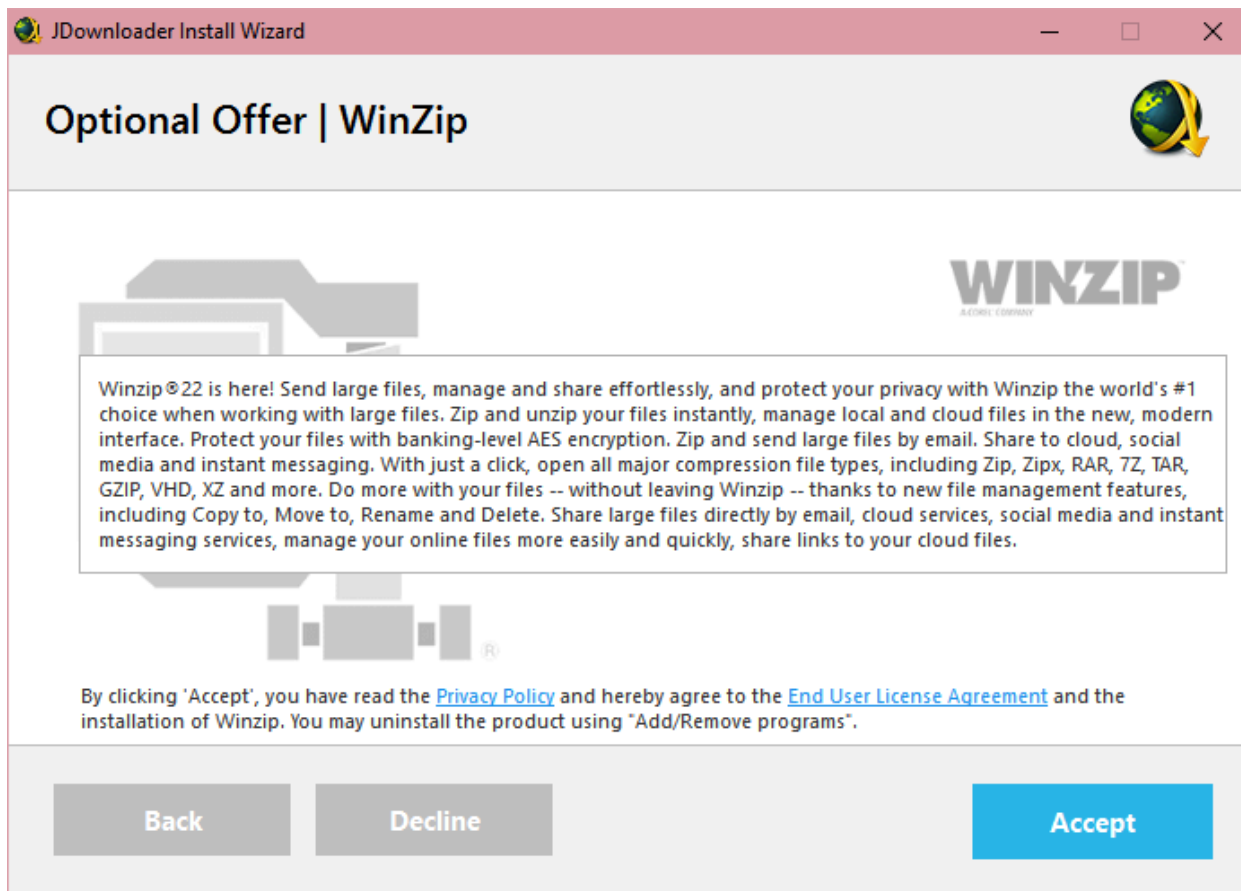 JDownloader Install Wizard
Optional Offer | WinZip
WINZIP
A COREL COMPANY
Winzip®22 is here! Send large files, manage and share effortlessly, and protect your privacy with Winzip the world's #1
choice when working with large files. Zip and unzip your files instantly, manage local and cloud files in the new, modern
interface. Protect your files with banking-level AES encryption. Zip and send large files by email. Share to cloud, social
media and instant messaging. With just a click, open all major compression file types, including Zip, Zipx, RAR, 7Z, TAR,
GZIP, VHD, XZ and more. Do more with your files -- without leaving Winzip -- thanks to new file management features,
including Copy to, Move to, Rename and Delete. Share large files directly by email, cloud services, social media and instant
messaging services, manage your online files more easily and quickly, share links to your cloud files.
®
By clicking 'Accept', you have read the Privacy Policy and hereby agree to the End User License Agreement and the
installation of Winzip. You may uninstall the product using "Add/Remove programs".
Back Decline Accept